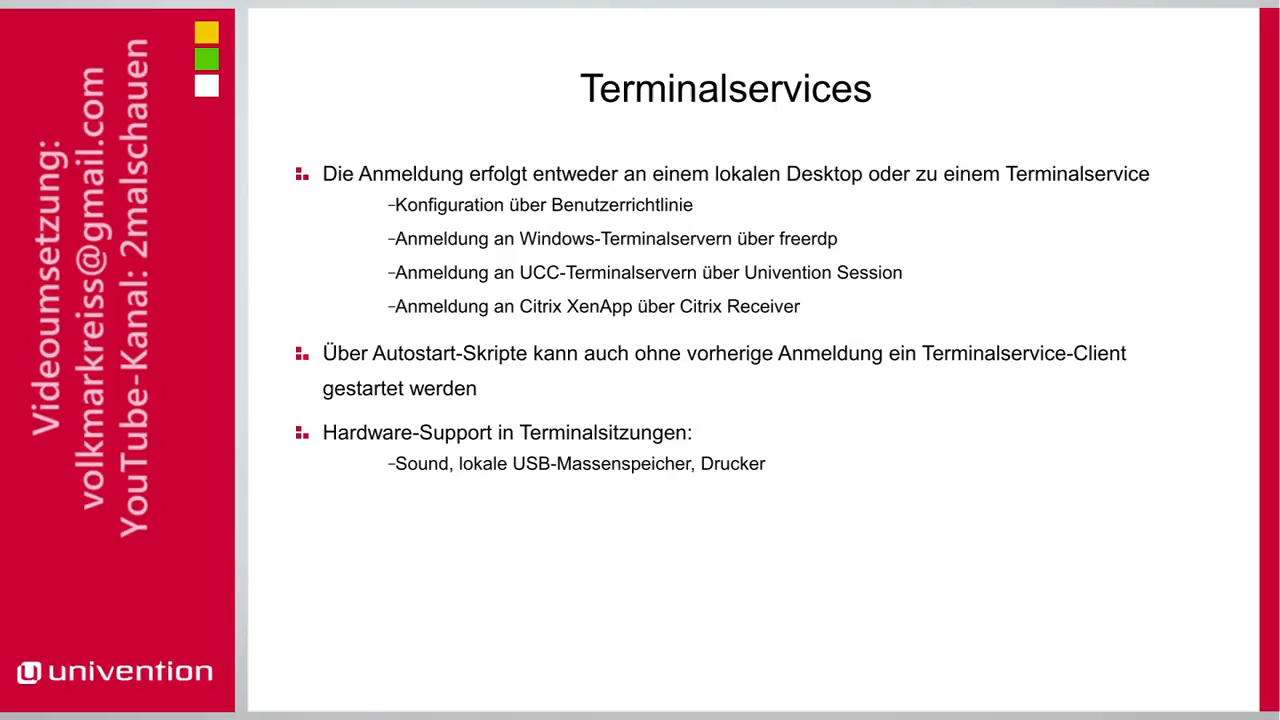 Videoumsetzung:
volkmarkreiss@gmail.com
YouTube-Kanal: 2malschauen
univention
Terminalservices
Die Anmeldung erfolgt entweder an einem lokalen Desktop oder zu einem Terminalservice
–Konfiguration über Benutzerrichtlinie
–Anmeldung an Windows-Terminalservern über freerdp
–Anmeldung an UCC-Terminalservern über Univention Session
–Anmeldung an Citrix XenApp über Citrix Receiver
Über Autostart-Skripte kann auch ohne vorherige Anmeldung ein Terminalservice-Client
gestartet werden
Hardware-Support in Terminalsitzungen:
–Sound, lokale USB-Massenspeicher, Drucker